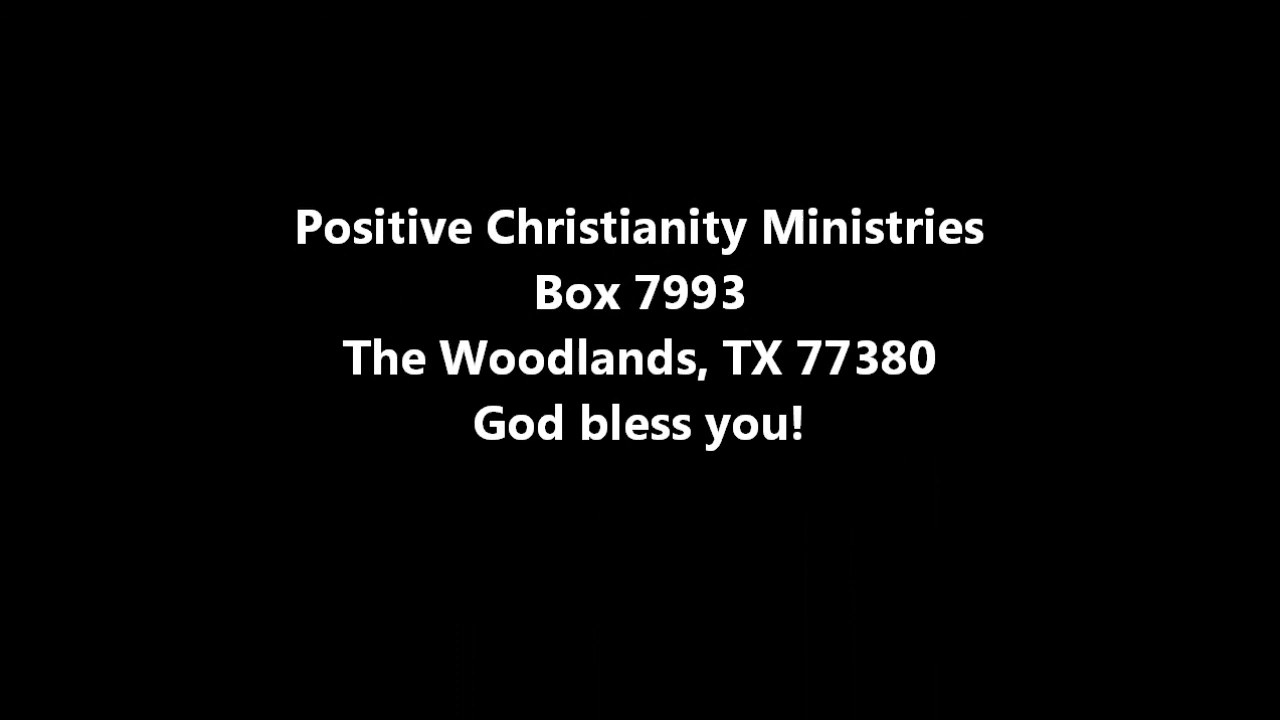 Positive Christianity Ministries
Box 7993
The Woodlands, TX 77380
God bless you!